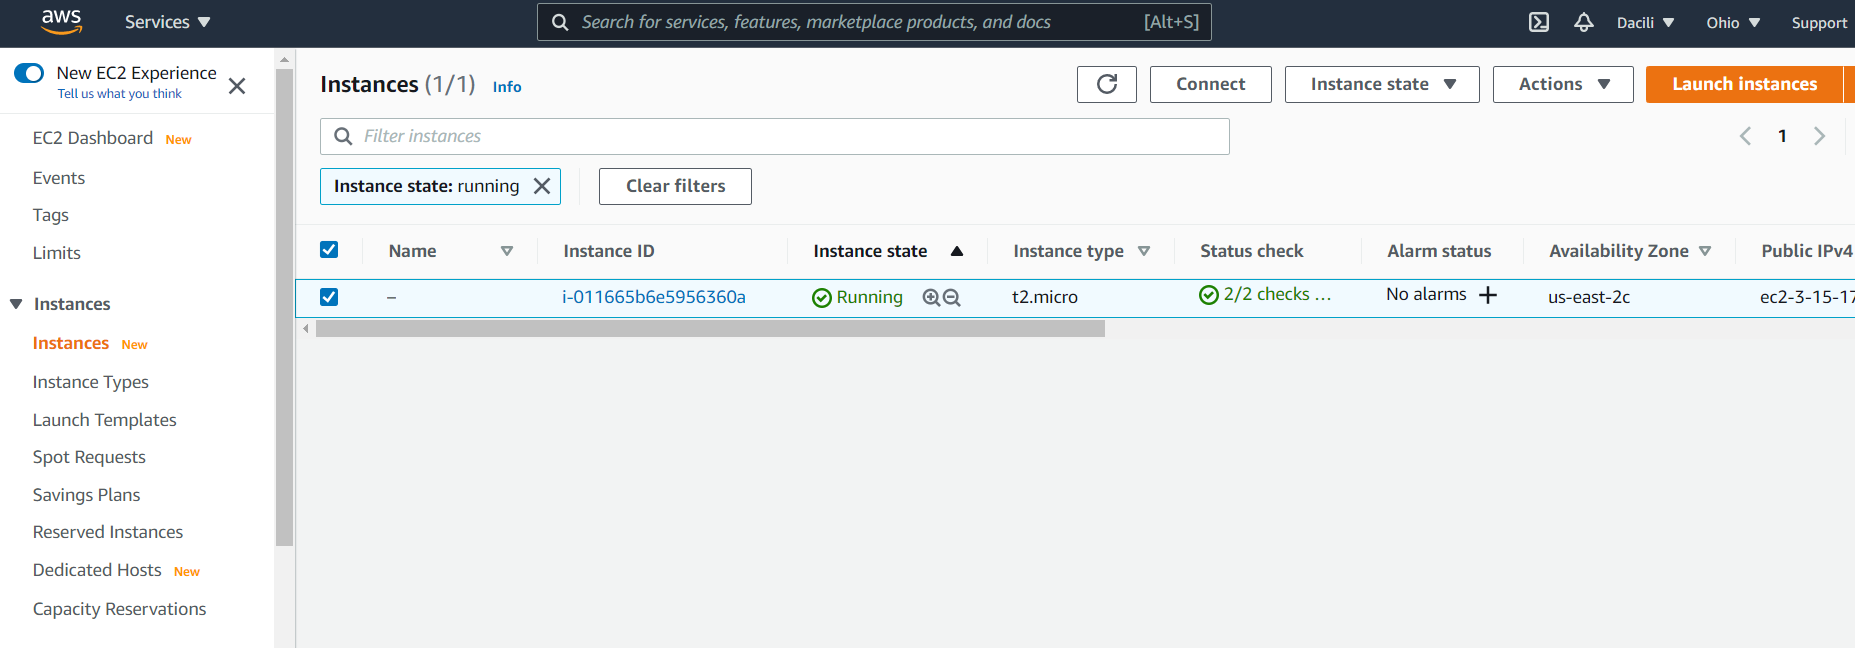 aws
Services
Search for services, features, marketplace products, and docs [Alt+S]
Dacili
Ohio
Support
New EC2 Experience
Tell us what you think
EC2 Dashboard New
Events
Tags
Limits
Instances
Instances New
Instance Types
Launch Templates
Spot Requests
Savings Plans
Reserved Instances
Dedicated Hosts New
Capacity Reservations
Instances (1/1) Info
Connect
Instance state
Actions
Launch instances
Filter instances
1
Instance state: running
Clear filters
Name Instance ID Instance state Instance type Status check Alarm status Availability Zone Public IPv4
– i-011665b6e5956360a Running t2.micro 2/2 checks ... No alarms + us-east-2c ec2-3-15-17